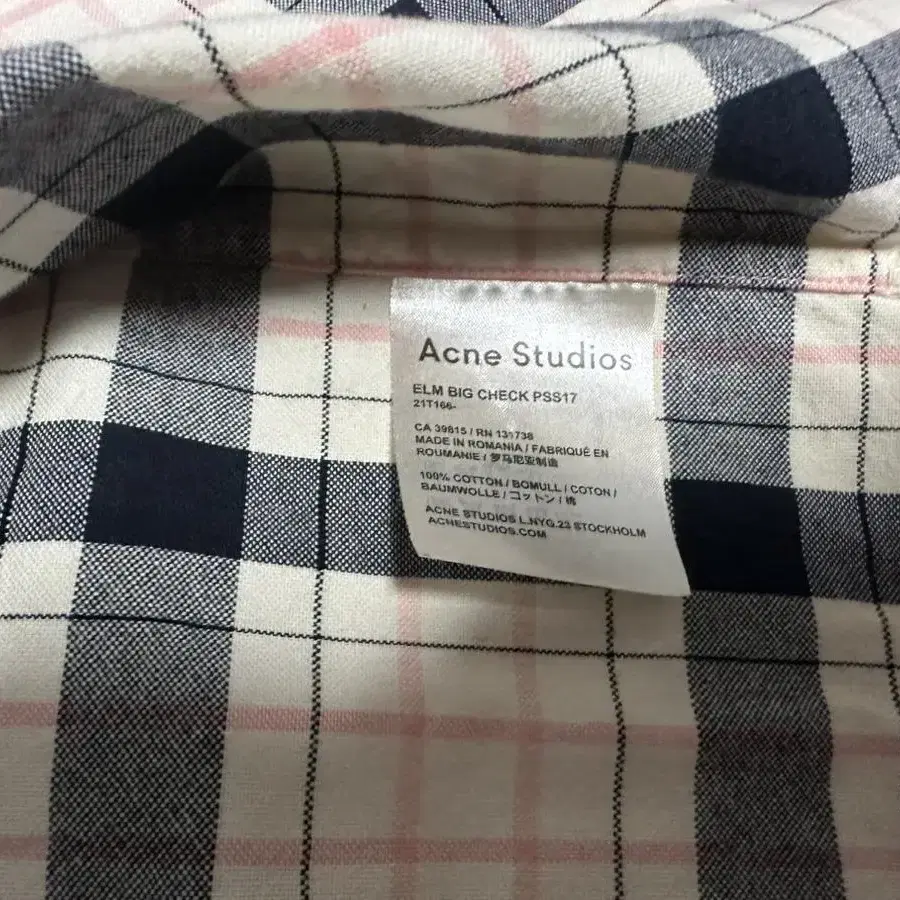 Acne Studios
ELM BIG CHECK PSS17
21T166-
CA 39815 / RN 131738
MADE IN ROMANIA / FABRIQUÉ EN
ROUMANIE / 罗马尼亚制造
100% COTTON / BOMULL / COTON /
BAUMWOLLE / コットン / 棉
ACNE STUDIOS L.NYG.23 STOCKHOLM
ACNESTUDIOS.COM